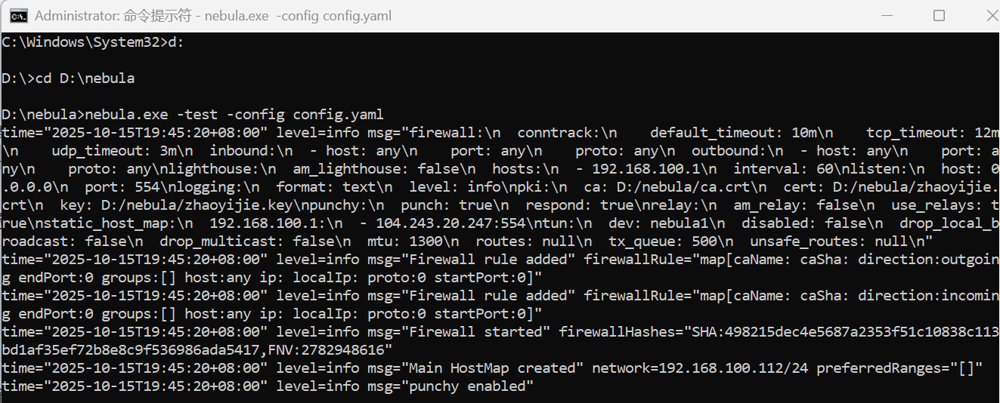 Administrator: 命令提示符 - nebula.exe  -config config.yaml
C:\Windows\System32>d:
D:\>cd D:\nebula
D:\nebula>nebula.exe -test -config config.yaml
time="2025-10-15T19:45:20+08:00" level=info msg="firewall:\n  conntrack:\n    default_timeout: 10m\n    tcp_timeout: 12m
\n    udp_timeout: 3m\n  inbound:\n  - host: any\n    port: any\n    proto: any\n  outbound:\n  - host: any\n    port: a
ny\n    proto: any\nlighthouse:\n  am_lighthouse: false\n  hosts:\n  - 192.168.100.1\n  interval: 60\nlisten:\n  host: 0
.0.0.0\n  port: 554\nlogging:\n  format: text\n  level: info\npki:\n  ca: D:/nebula/ca.crt\n  cert: D:/nebula/zhaoyijie.
crt\n  key: D:/nebula/zhaoyijie.key\npunchy:\n  punch: true\n  respond: true\nrelay:\n  am_relay: false\n  use_relays: t
rue\nstatic_host_map:\n  192.168.100.1:\n  - 104.243.20.247:554\ntun:\n  dev: nebula1\n  disabled: false\n  drop_local_b
roadcast: false\n  drop_multicast: false\n  mtu: 1300\n  routes: null\n  tx_queue: 500\n  unsafe_routes: null\n"
time="2025-10-15T19:45:20+08:00" level=info msg="Firewall rule added" firewallRule="map[caName: caSha: direction:outgoin
g endPort:0 groups:[] host:any ip: localIp: proto:0 startPort:0]"
time="2025-10-15T19:45:20+08:00" level=info msg="Firewall rule added" firewallRule="map[caName: caSha: direction:incomin
g endPort:0 groups:[] host:any ip: localIp: proto:0 startPort:0]"
time="2025-10-15T19:45:20+08:00" level=info msg="Firewall started" firewallHashes="SHA:498215dec4e5687a2353f51c10838c113
bd1af35ef72b8e8c9f536986ada5417,FNV:2782948616"
time="2025-10-15T19:45:20+08:00" level=info msg="Main HostMap created" network=192.168.100.112/24 preferredRanges="[]"
time="2025-10-15T19:45:20+08:00" level=info msg="punchy enabled"